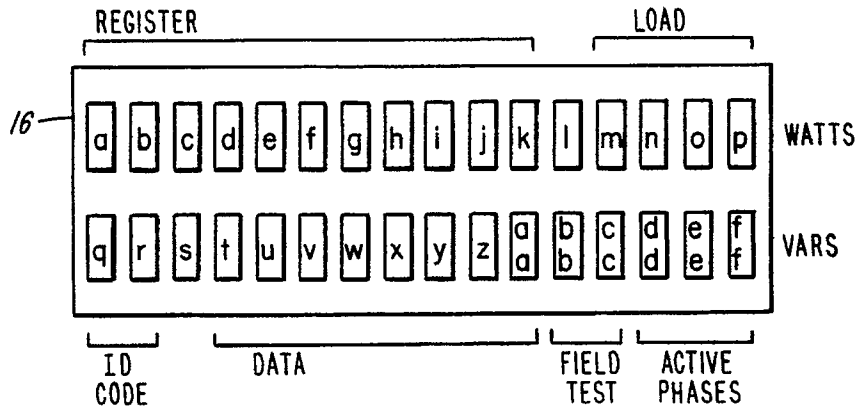 REGISTER LOAD
16 a b c d e f g h i j k l m n o p WATTS
q r s t u v w x y z aa bb cc dd ee ff VARS
ID CODE DATA FIELD TEST ACTIVE PHASES